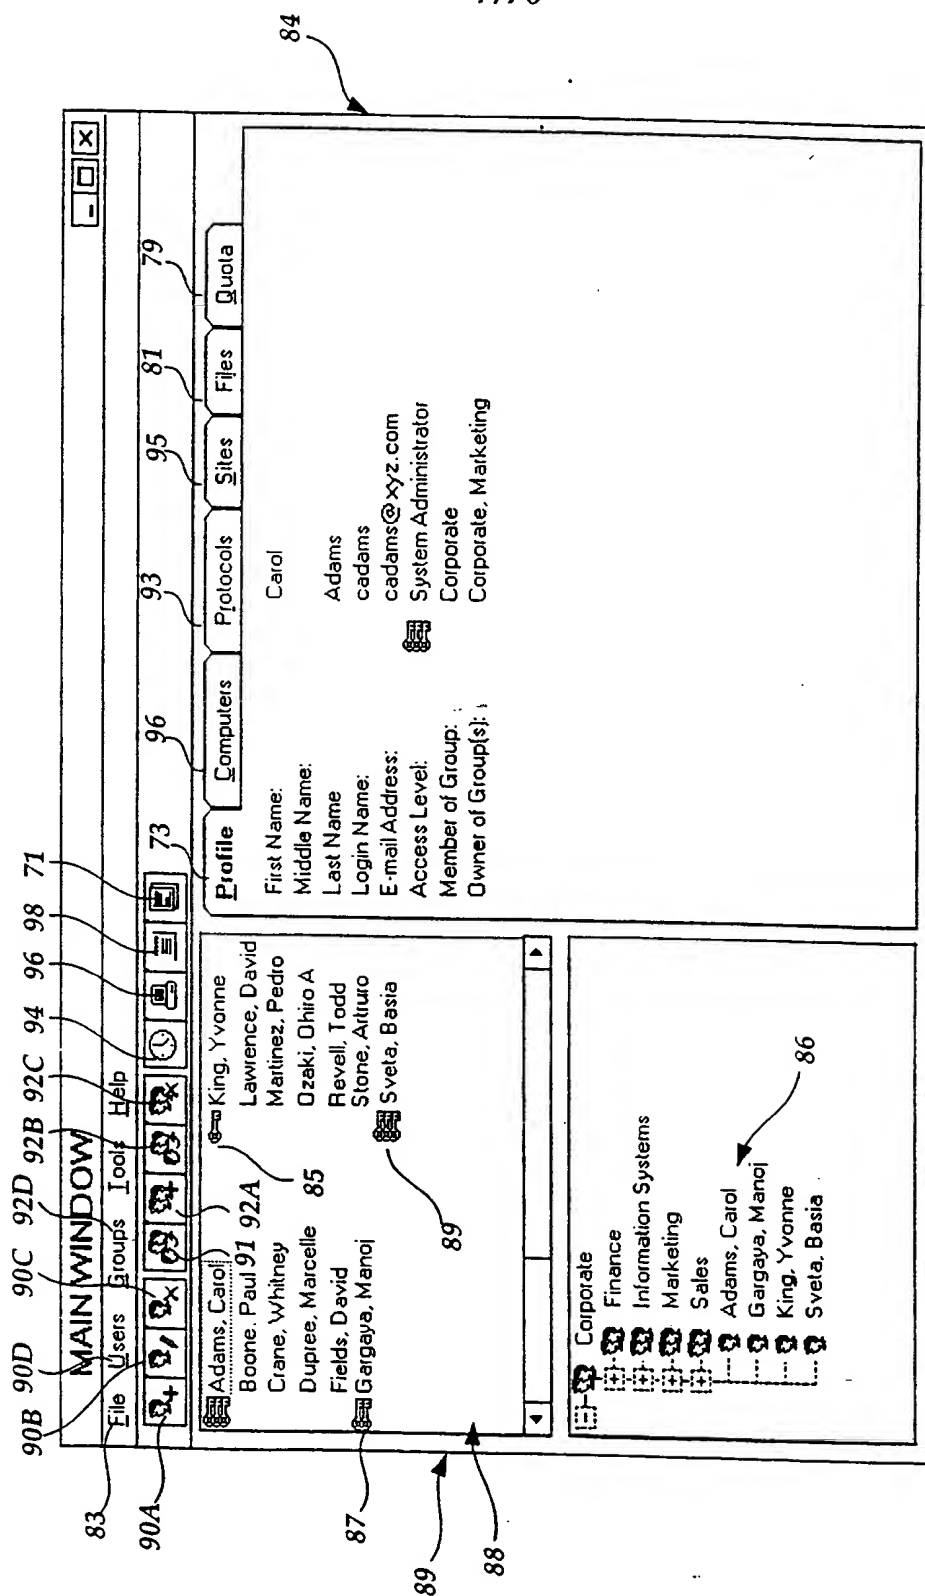 84
MAIN WINDOW
83
90D
92D
File Users Groups Tools Help
90A
90B
90C
91
92A
92B
92C
94
96
98
71
73
96
93
95
81
79
Profile Computers Protocols Sites Files Quota
First Name: Carol
Middle Name:
Last Name Adams
Login Name: cadams
E-mail Address: cadams@xyz.com
Access Level: System Administrator
Member of Group: Corporate
Owner of Group(s): Corporate, Marketing
Adams, Carol
Boone, Paul
Crane, Whitney
Dupree, Marcelle
Fields, David
Gargaya, Manoj
King, Yvonne
Lawrence, David
Martinez, Pedro
Ozaki, Ohiro A
Revell, Todd
Stone, Arturo
Sveta, Basia
85
87
89
88
89
Corporate
Finance
Information Systems
Marketing
Sales
Adams, Carol
Gargaya, Manoj
King, Yvonne
Sveta, Basia
86